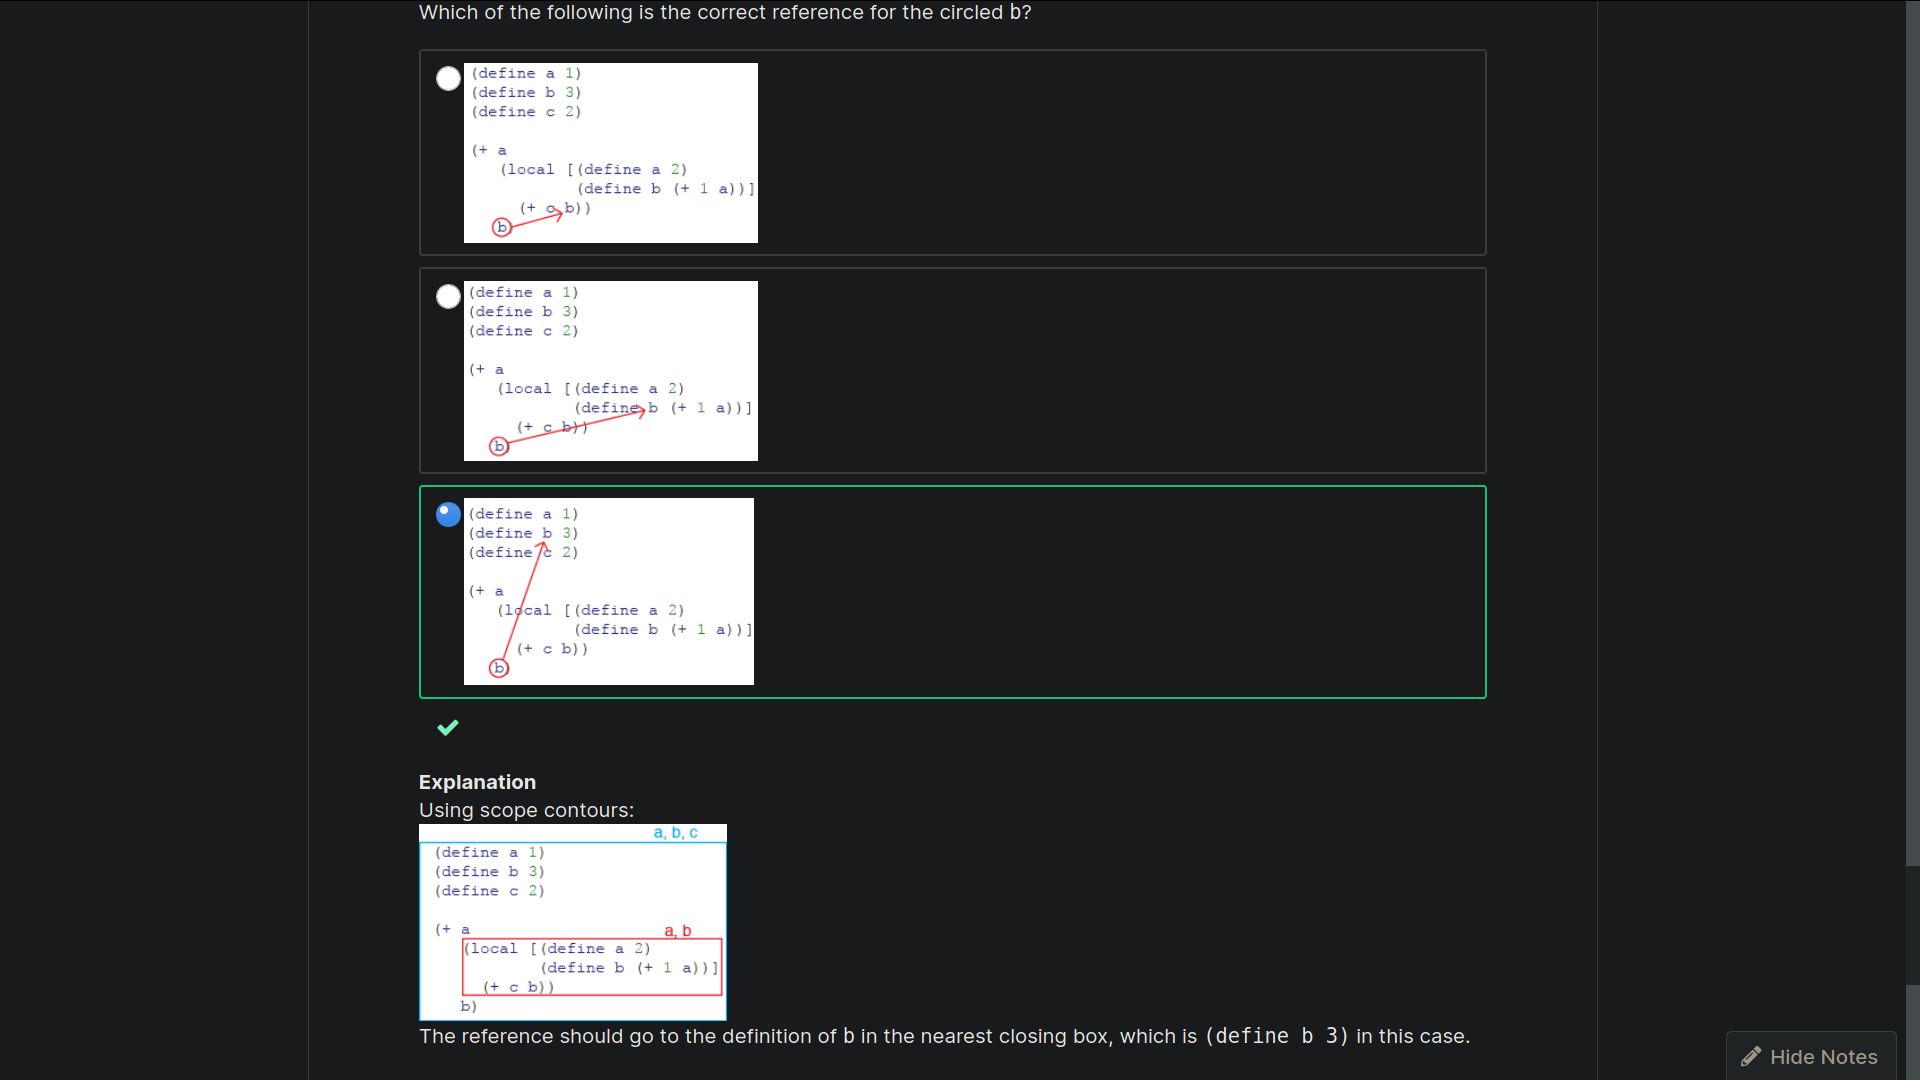 Which of the following is the correct reference for the circled b?
(define a 1)
(define b 3)
(define c 2)
(+ a
(local [(define a 2)
(define b (+ 1 a))]
(+ c b))
b)
(define a 1)
(define b 3)
(define c 2)
(+ a
(local [(define a 2)
(define b (+ 1 a))]
(+ c b))
b)
(define a 1)
(define b 3)
(define c 2)
(+ a
(local [(define a 2)
(define b (+ 1 a))]
(+ c b))
b)
Explanation
Using scope contours:
a, b, c
(define a 1)
(define b 3)
(define c 2)
(+ a
a, b
(local [(define a 2)
(define b (+ 1 a))]
(+ c b))
b)
The reference should go to the definition of b in the nearest closing box, which is (define b 3) in this case.
Hide Notes